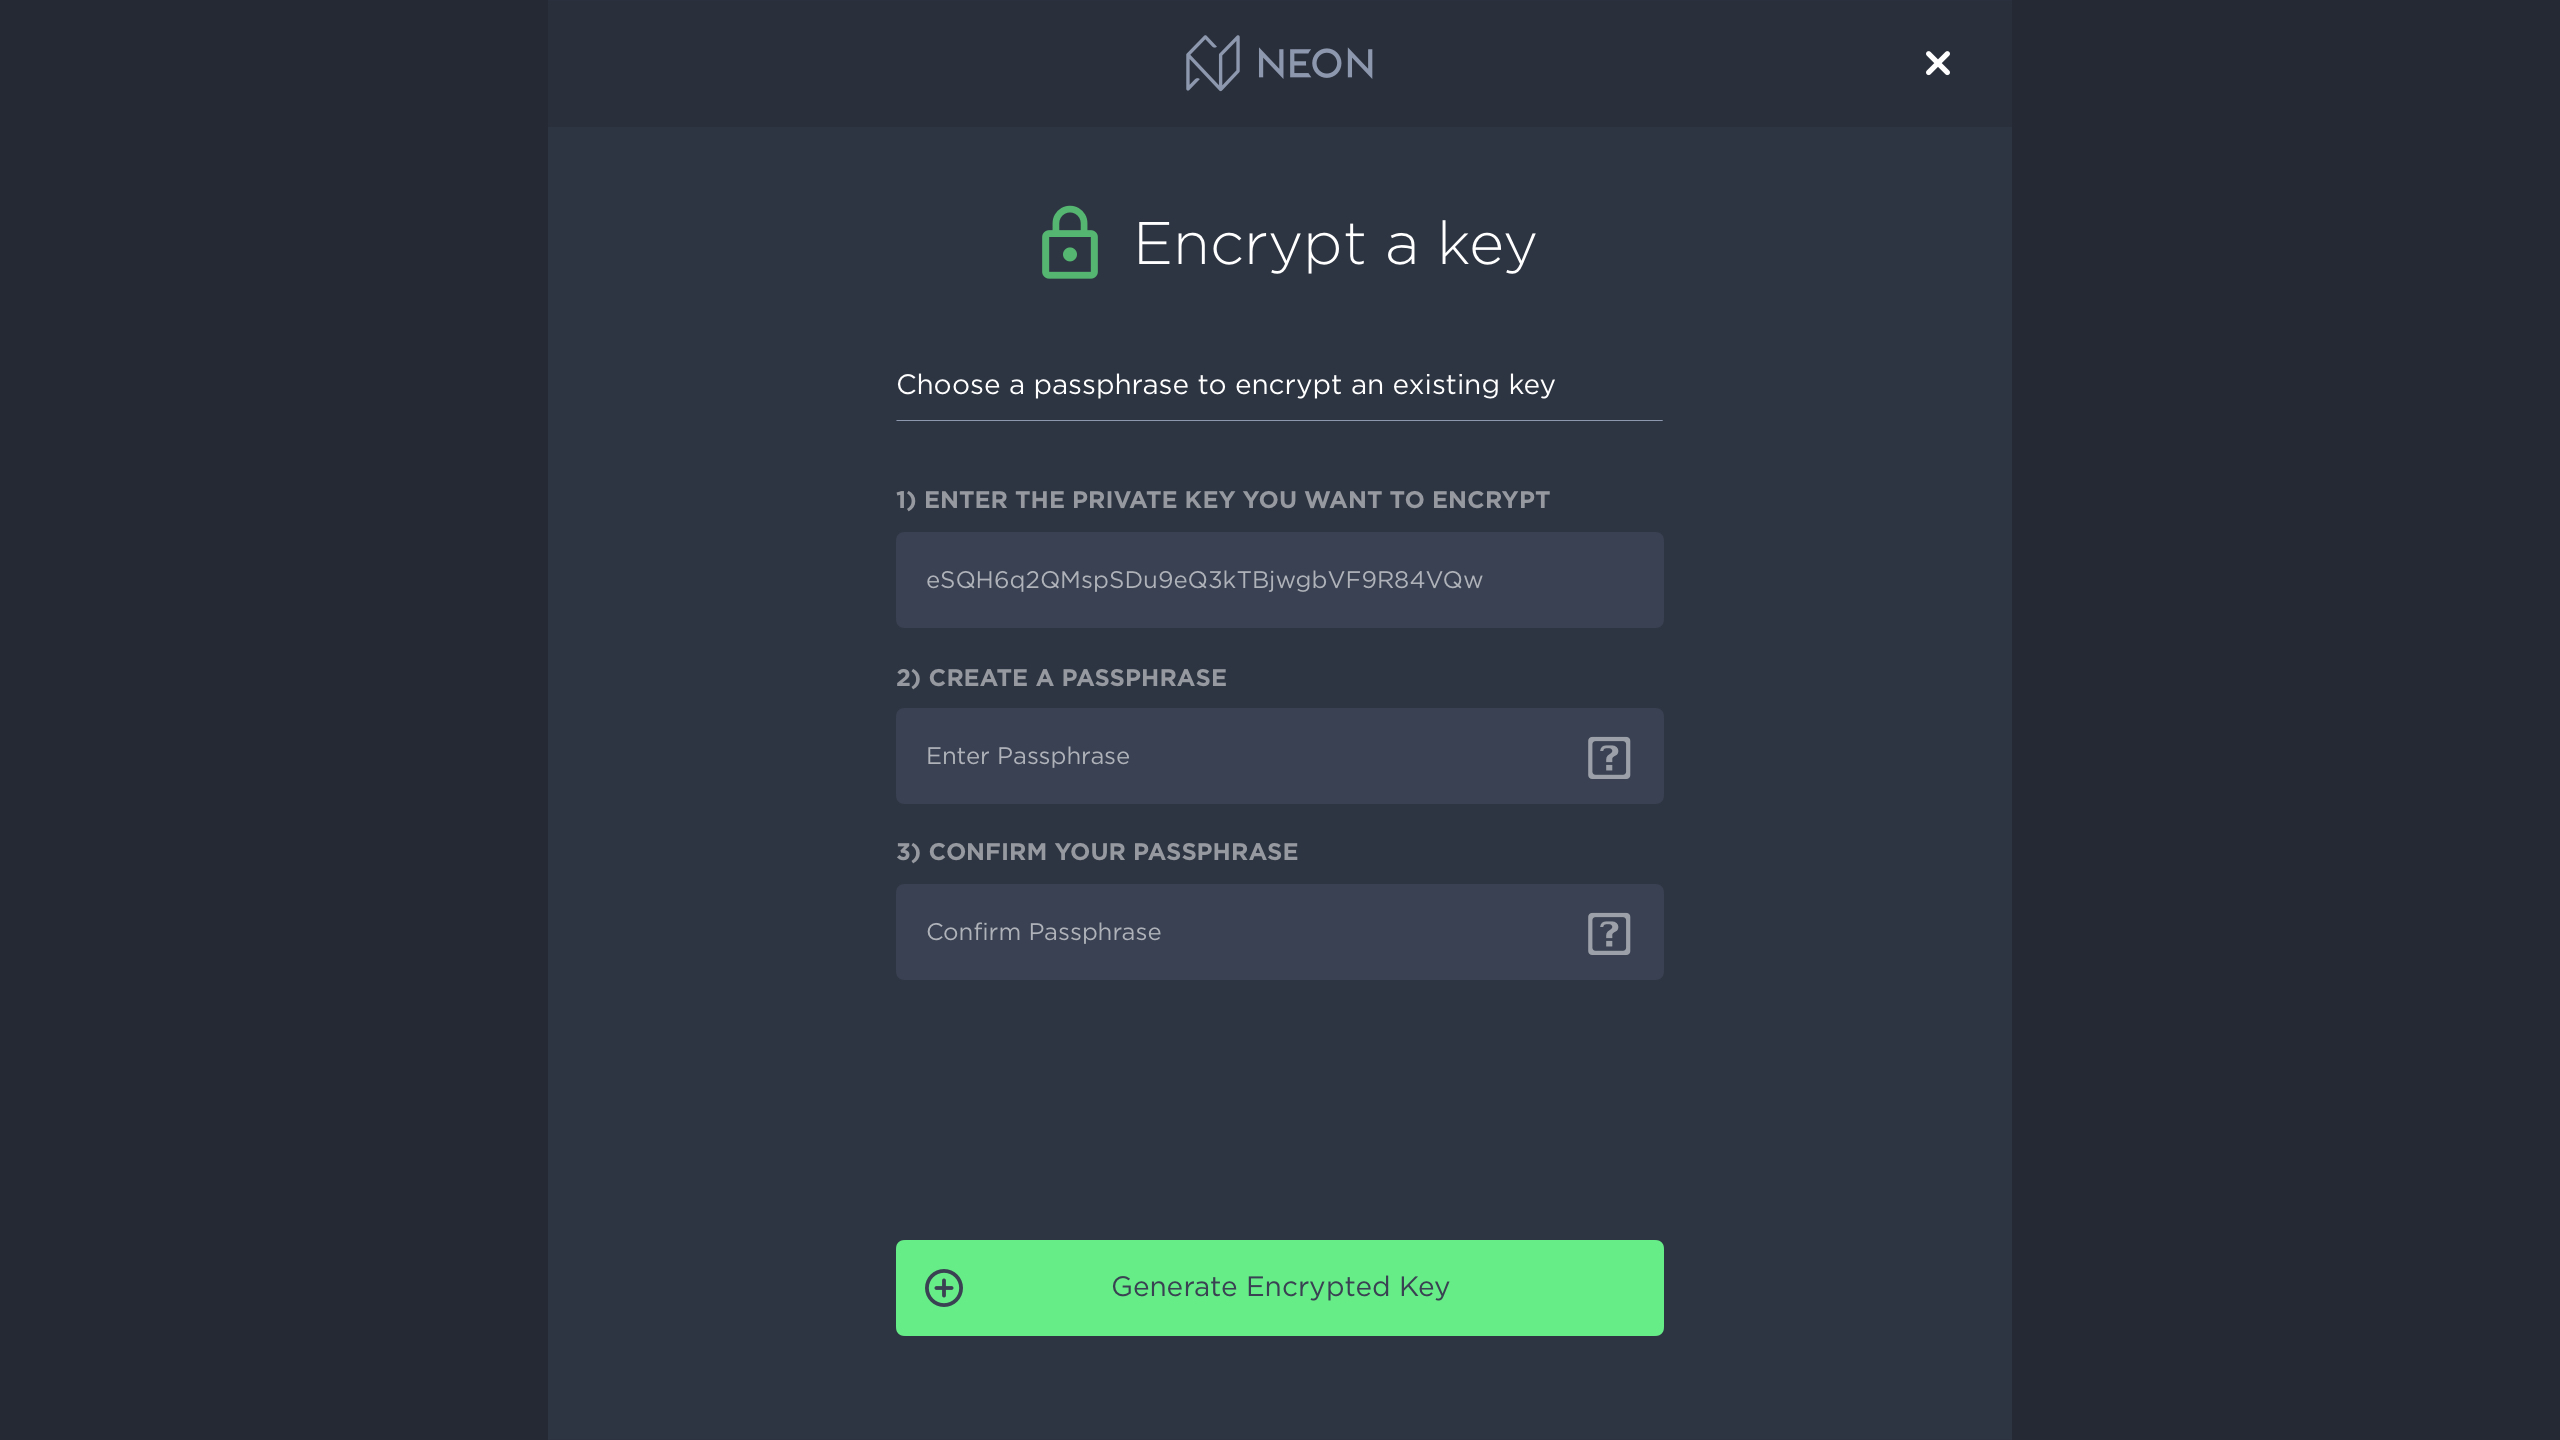 NEON
Encrypt a key
Choose a passphrase to encrypt an existing key
1) ENTER THE PRIVATE KEY YOU WANT TO ENCRYPT
eSQH6q2QMspSDu9eQ3kTBjwgbVF9R84VQw
2) CREATE A PASSPHRASE
Enter Passphrase
?
3) CONFIRM YOUR PASSPHRASE
Confirm Passphrase
?
Generate Encrypted Key